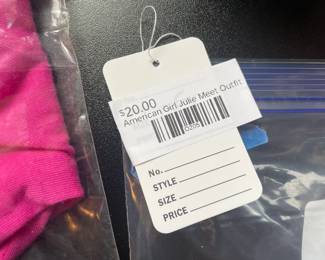 $20.00
American Girl Julie Meet Outfit
No.
STYLE
SIZE
PRICE